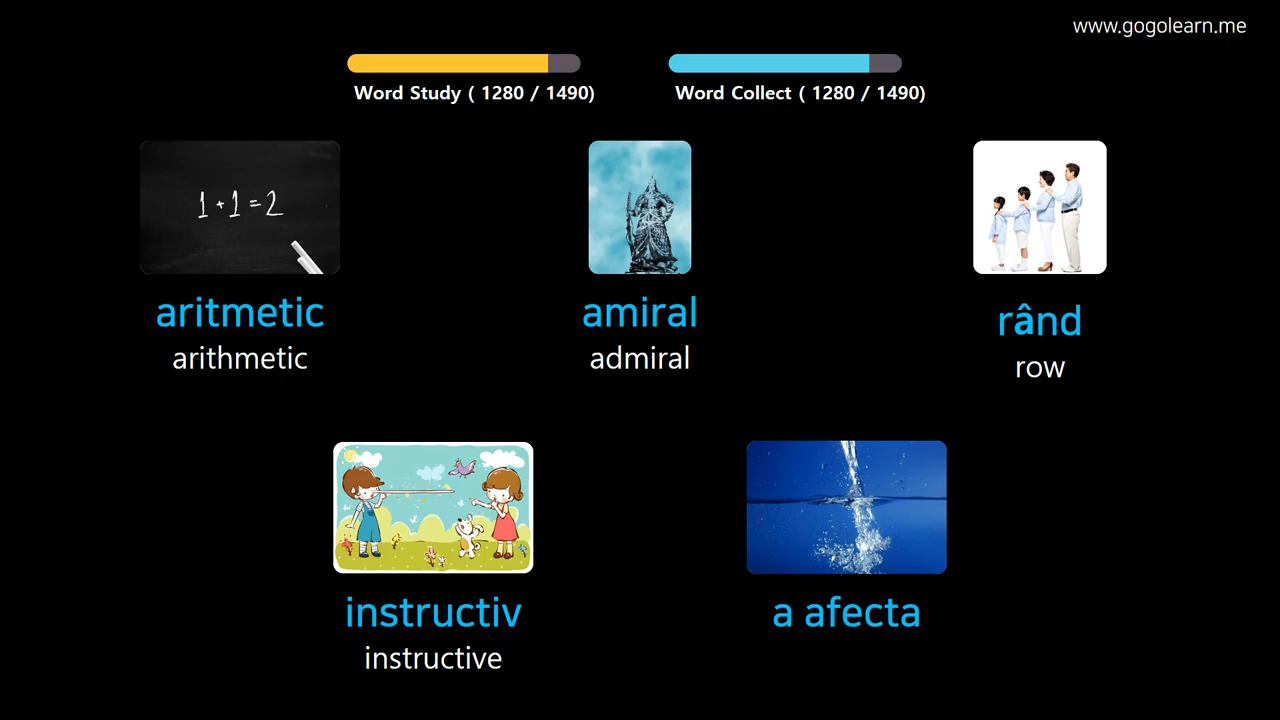 www.gogolearn.me
Word Study ( 1280 / 1490)
Word Collect ( 1280 / 1490)
1+1=2
aritmetic
arithmetic
amiral
admiral
rând
row
instructiv
instructive
a afecta